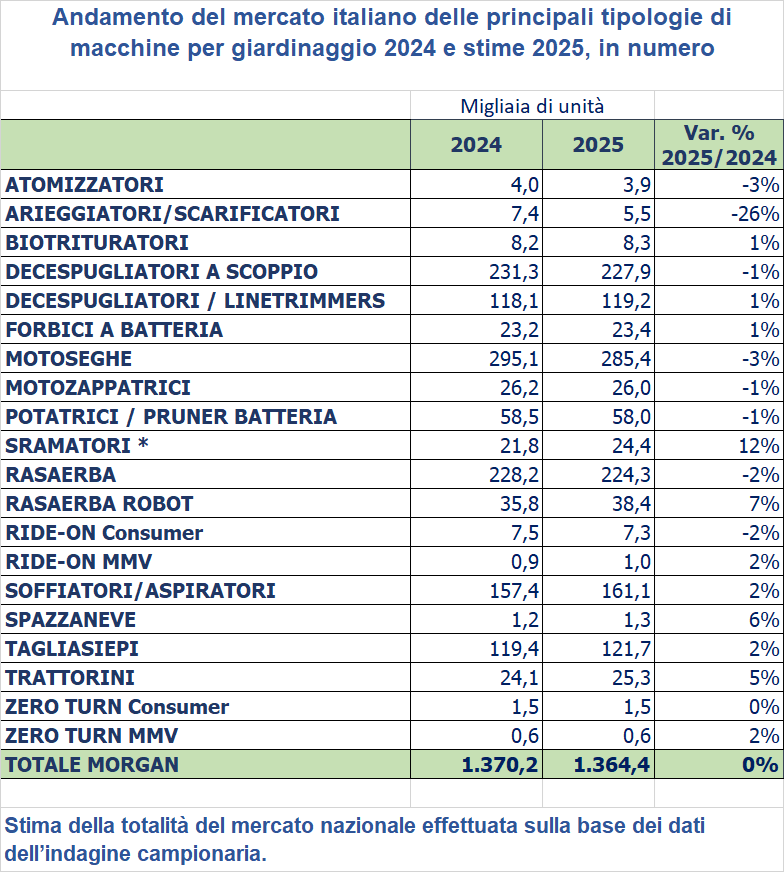 Andamento del mercato italiano delle principali tipologie di
macchine per giardinaggio 2024 e stime 2025, in numero
Migliaia di unità
2024 2025 Var. % 2025/2024
ATOMIZZATORI 4,0 3,9 -3%
ARIEGGIATORI/SCARIFICATORI 7,4 5,5 -26%
BIOTRITURATORI 8,2 8,3 1%
DECESPUGLIATORI A SCOPPIO 231,3 227,9 -1%
DECESPUGLIATORI / LINETRIMMERS 118,1 119,2 1%
FORBICI A BATTERIA 23,2 23,4 1%
MOTOSEGHE 295,1 285,4 -3%
MOTOZAPPATRICI 26,2 26,0 -1%
POTATRICI / PRUNER BATTERIA 58,5 58,0 -1%
SRAMATORI * 21,8 24,4 12%
RASAERBA 228,2 224,3 -2%
RASAERBA ROBOT 35,8 38,4 7%
RIDE-ON Consumer 7,5 7,3 -2%
RIDE-ON MMV 0,9 1,0 2%
SOFFIATORI/ASPIRATORI 157,4 161,1 2%
SPAZZANEVE 1,2 1,3 6%
TAGLIASIEPI 119,4 121,7 2%
TRATTORINI 24,1 25,3 5%
ZERO TURN Consumer 1,5 1,5 0%
ZERO TURN MMV 0,6 0,6 2%
TOTALE MORGAN 1.370,2 1.364,4 0%
Stima della totalità del mercato nazionale effettuata sulla base dei dati
dell’indagine campionaria.